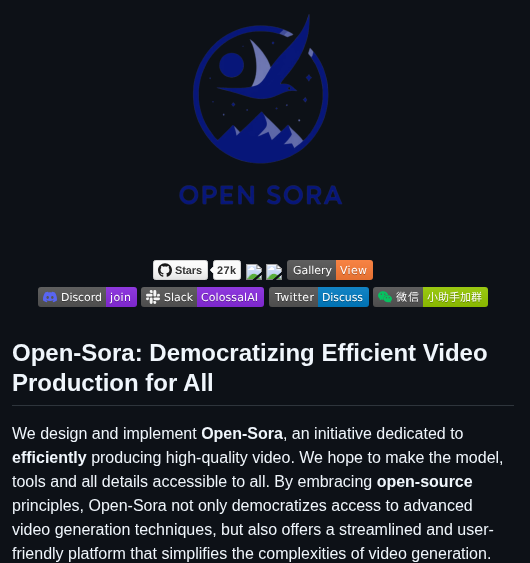 OPEN SORA
Stars 27k Gallery View
Discord join Slack ColossalAI Twitter Discuss 微信 小助手加群
Open-Sora: Democratizing Efficient Video
Production for All
We design and implement Open-Sora, an initiative dedicated to
efficiently producing high-quality video. We hope to make the model,
tools and all details accessible to all. By embracing open-source
principles, Open-Sora not only democratizes access to advanced
video generation techniques, but also offers a streamlined and user-
friendly platform that simplifies the complexities of video generation.